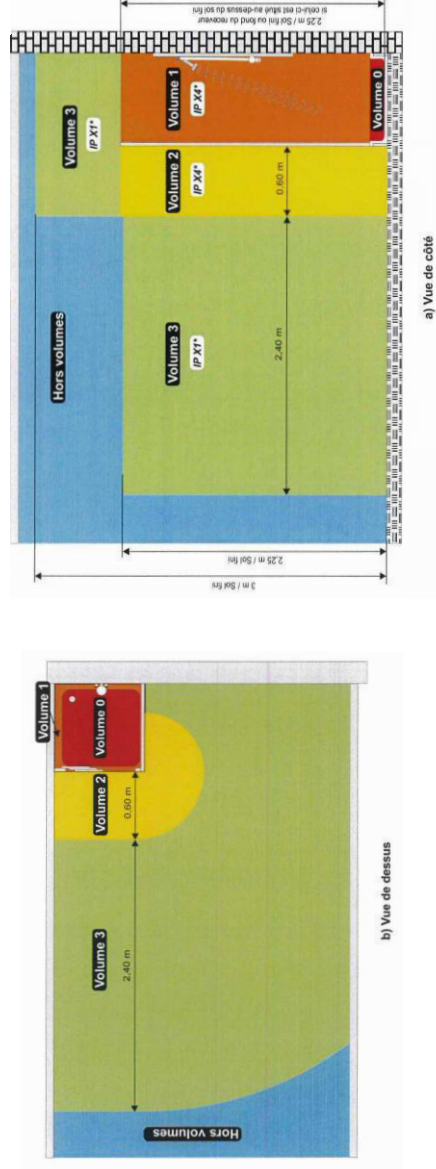 2,25 m / Sol fini ou fond du receveur
si celui-ci est situé au-dessus du sol fini
Volume 3
IP X1*
Volume 1
IP X4*
Volume 0
Volume 2
IP X4*
0,60 m
Hors volumes
Volume 3
IP X1*
2,40 m
2,25 m / Sol fini
3 m / Sol fini
a) Vue de côté
Volume 1
Volume 0
Volume 2
0,60 m
Volume 3
2,40 m
Hors volumes
b) Vue de dessus